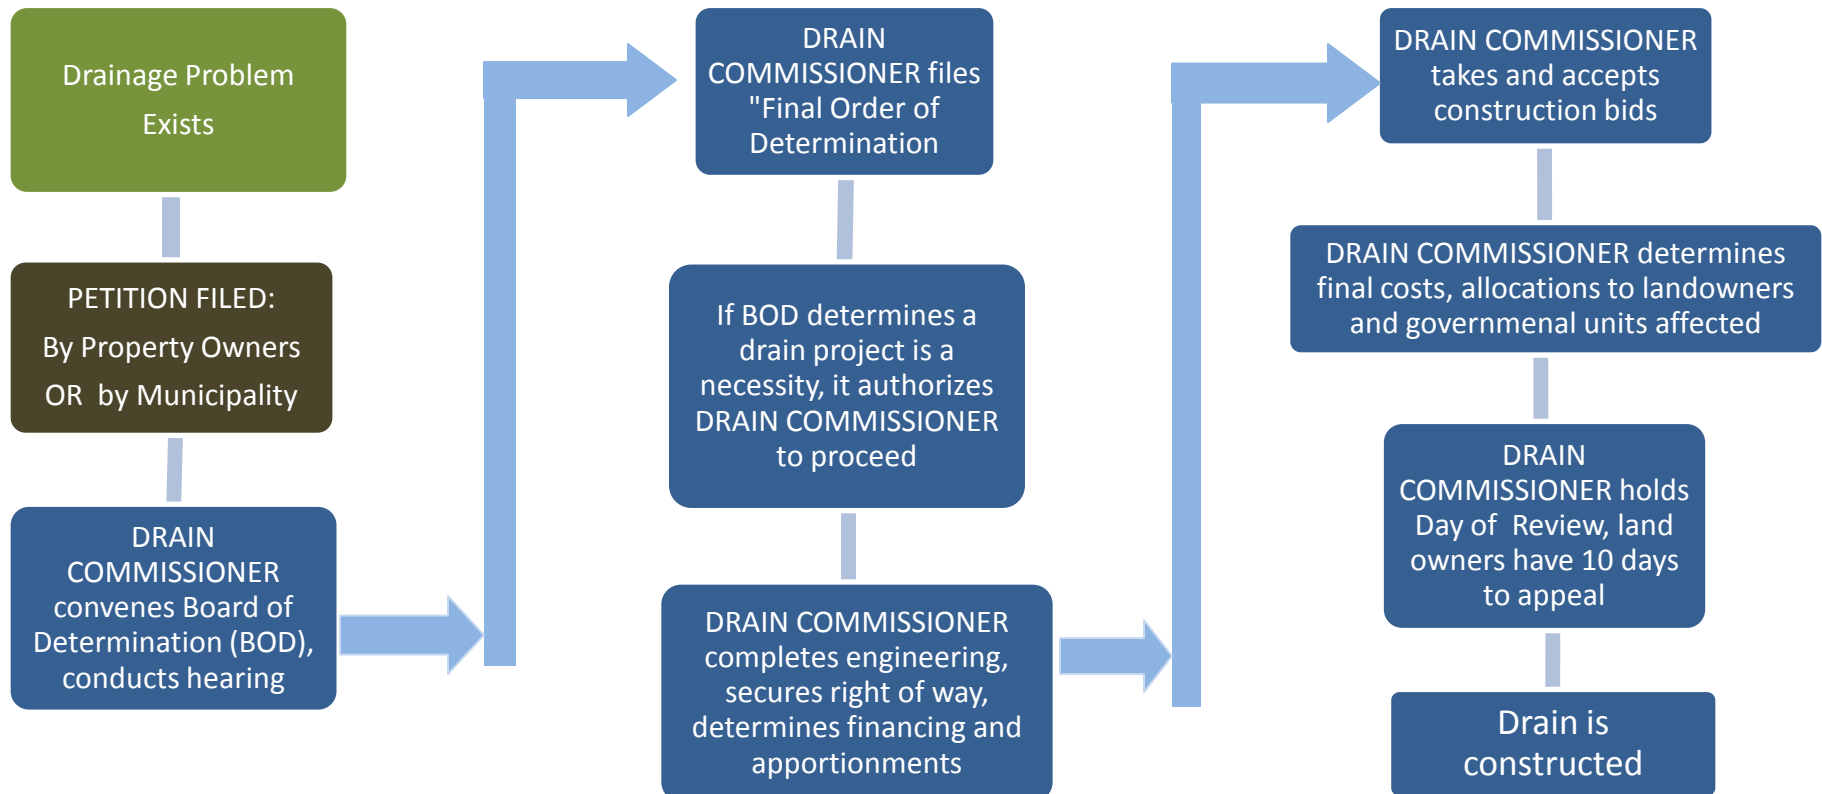 Drainage Problem
Exists
PETITION FILED:
By Property Owners
OR by Municipality
DRAIN
COMMISSIONER
convenes Board of
Determination (BOD),
conducts hearing
DRAIN
COMMISSIONER files
"Final Order of
Determination
If BOD determines a
drain project is a
necessity, it authorizes
DRAIN COMMISSIONER
to proceed
DRAIN COMMISSIONER
completes engineering,
secures right of way,
determines financing and
apportionments
DRAIN COMMISSIONER
takes and accepts
construction bids
DRAIN COMMISSIONER determines
final costs, allocations to landowners
and governmenal units affected
DRAIN
COMMISSIONER holds
Day of Review, land
owners have 10 days
to appeal
Drain is
constructed